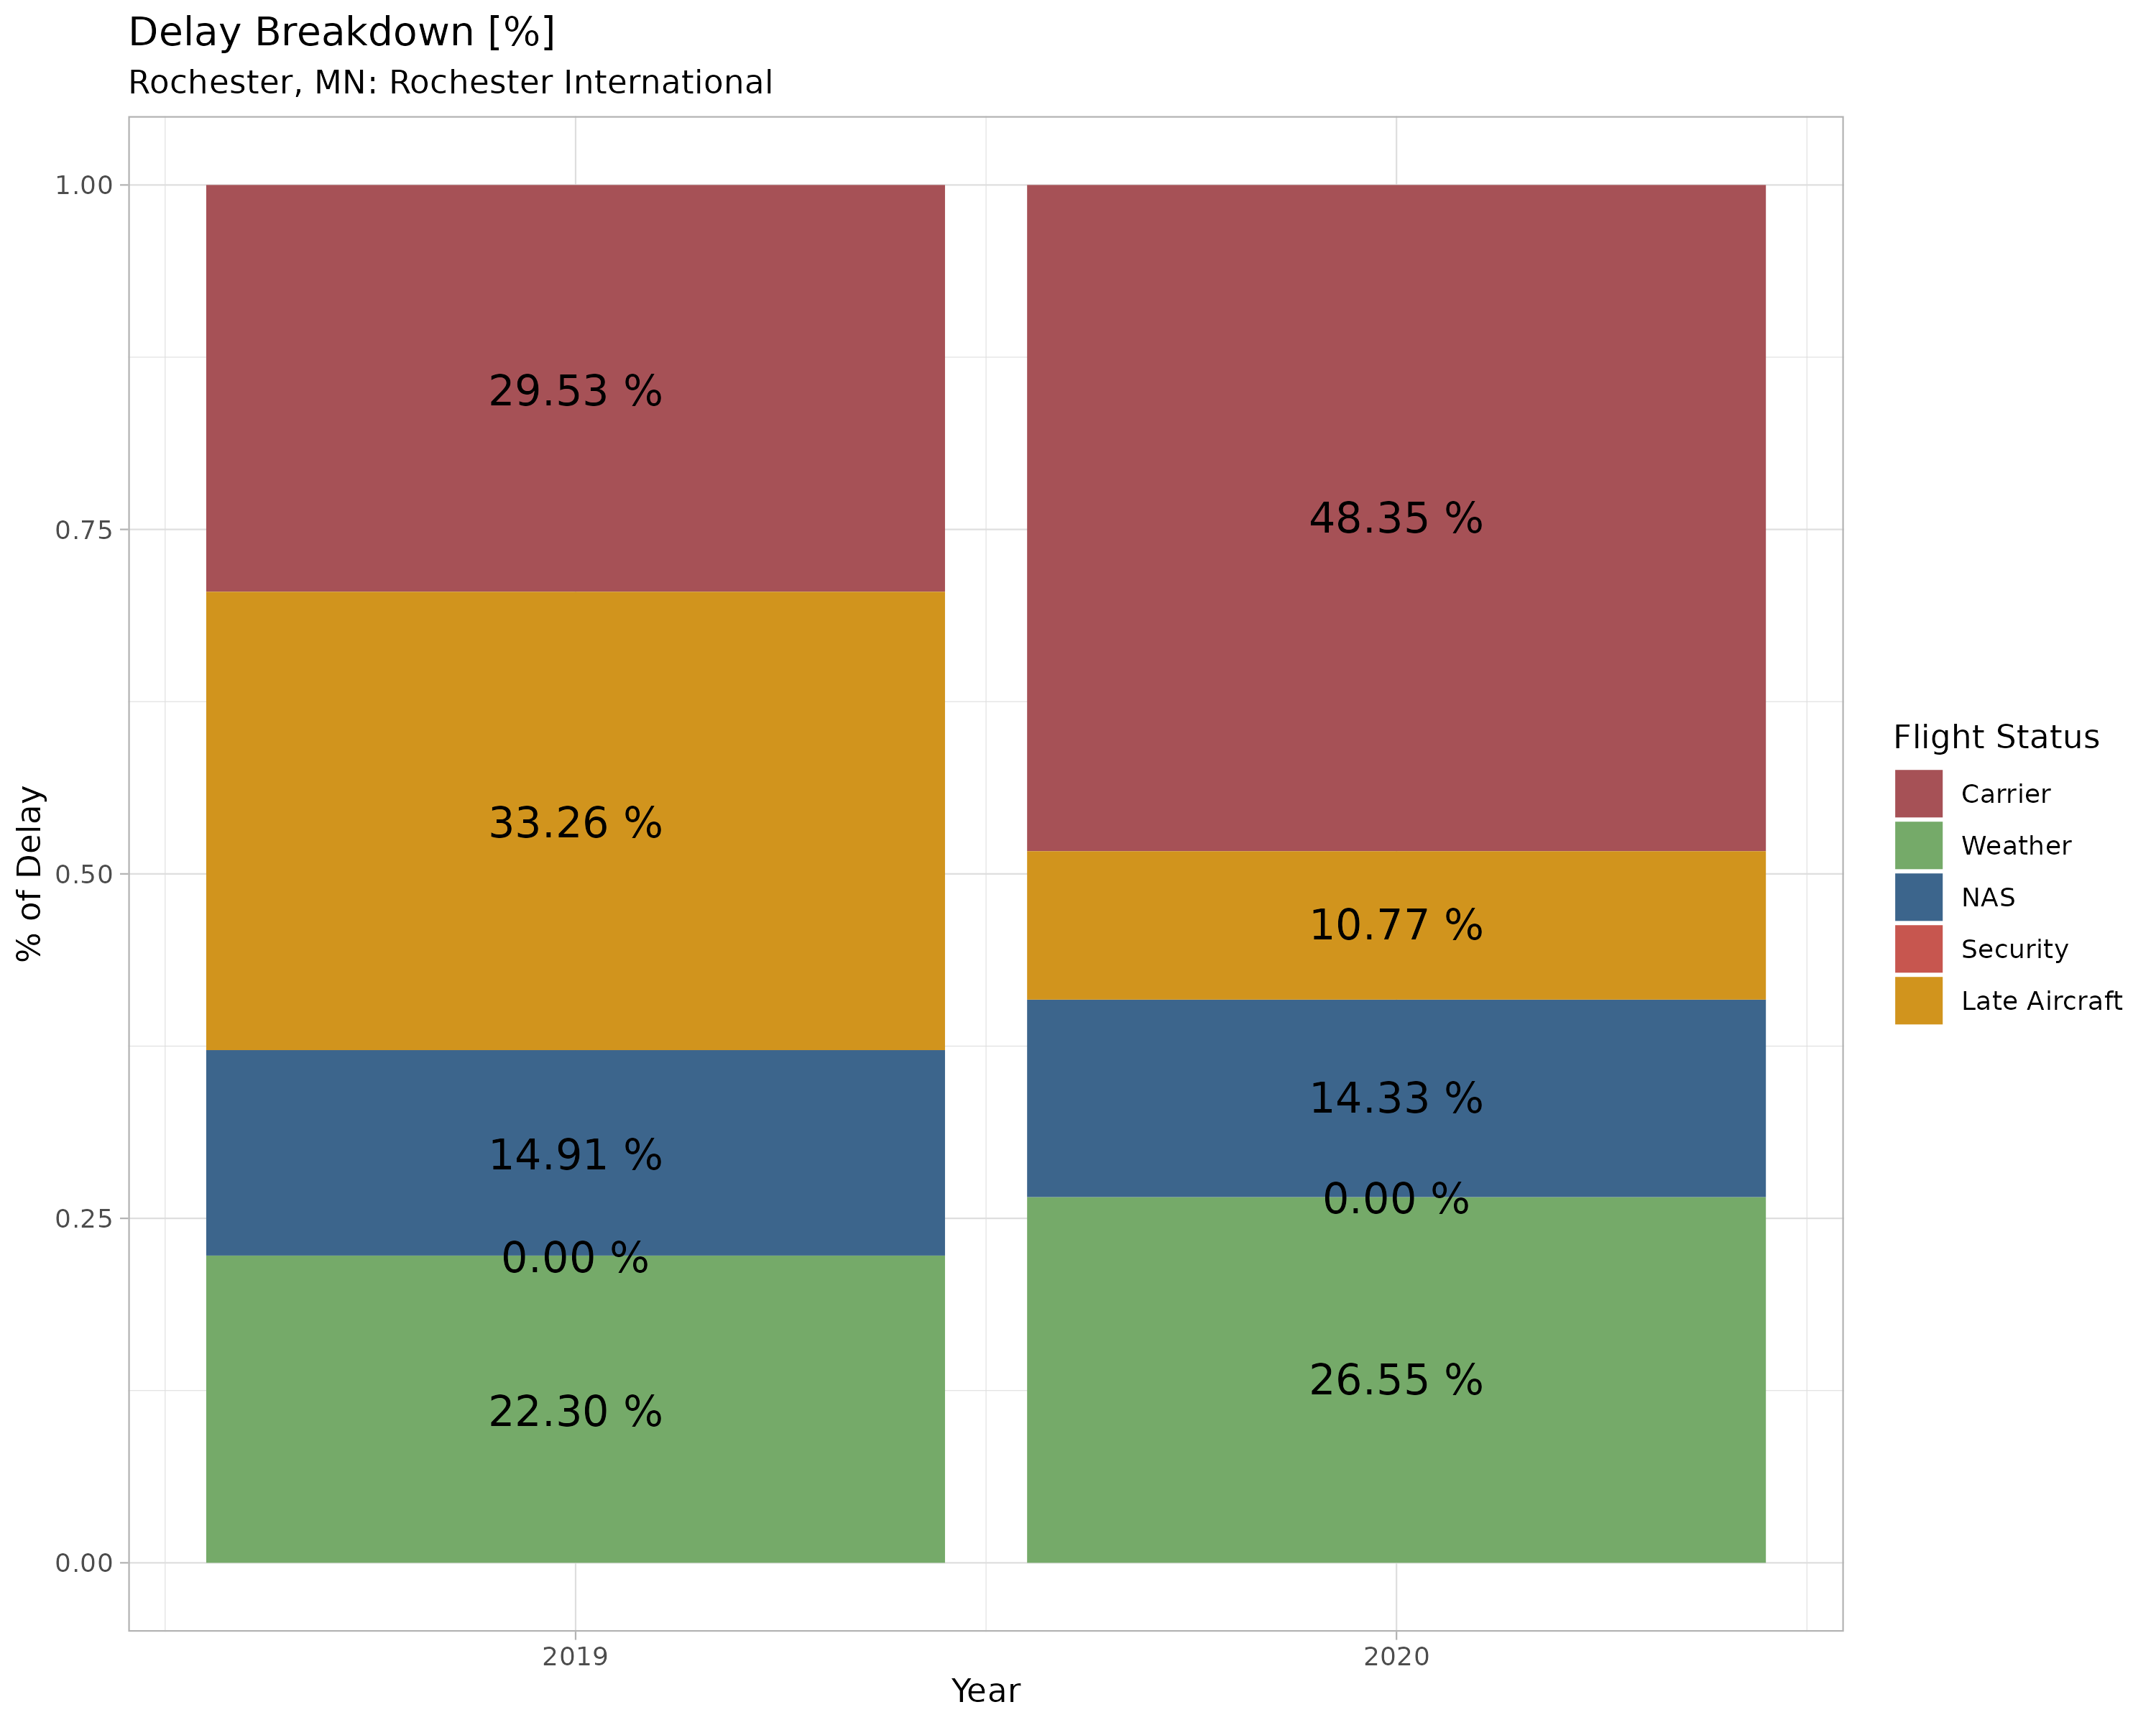 Delay Breakdown [%]
Rochester, MN: Rochester International
% of Delay
1.00
0.75
0.50
0.25
0.00
29.53 %
33.26 %
14.91 %
0.00 %
22.30 %
48.35 %
10.77 %
14.33 %
0.00 %
26.55 %
2019
2020
Year
Flight Status
Carrier
Weather
NAS
Security
Late Aircraft